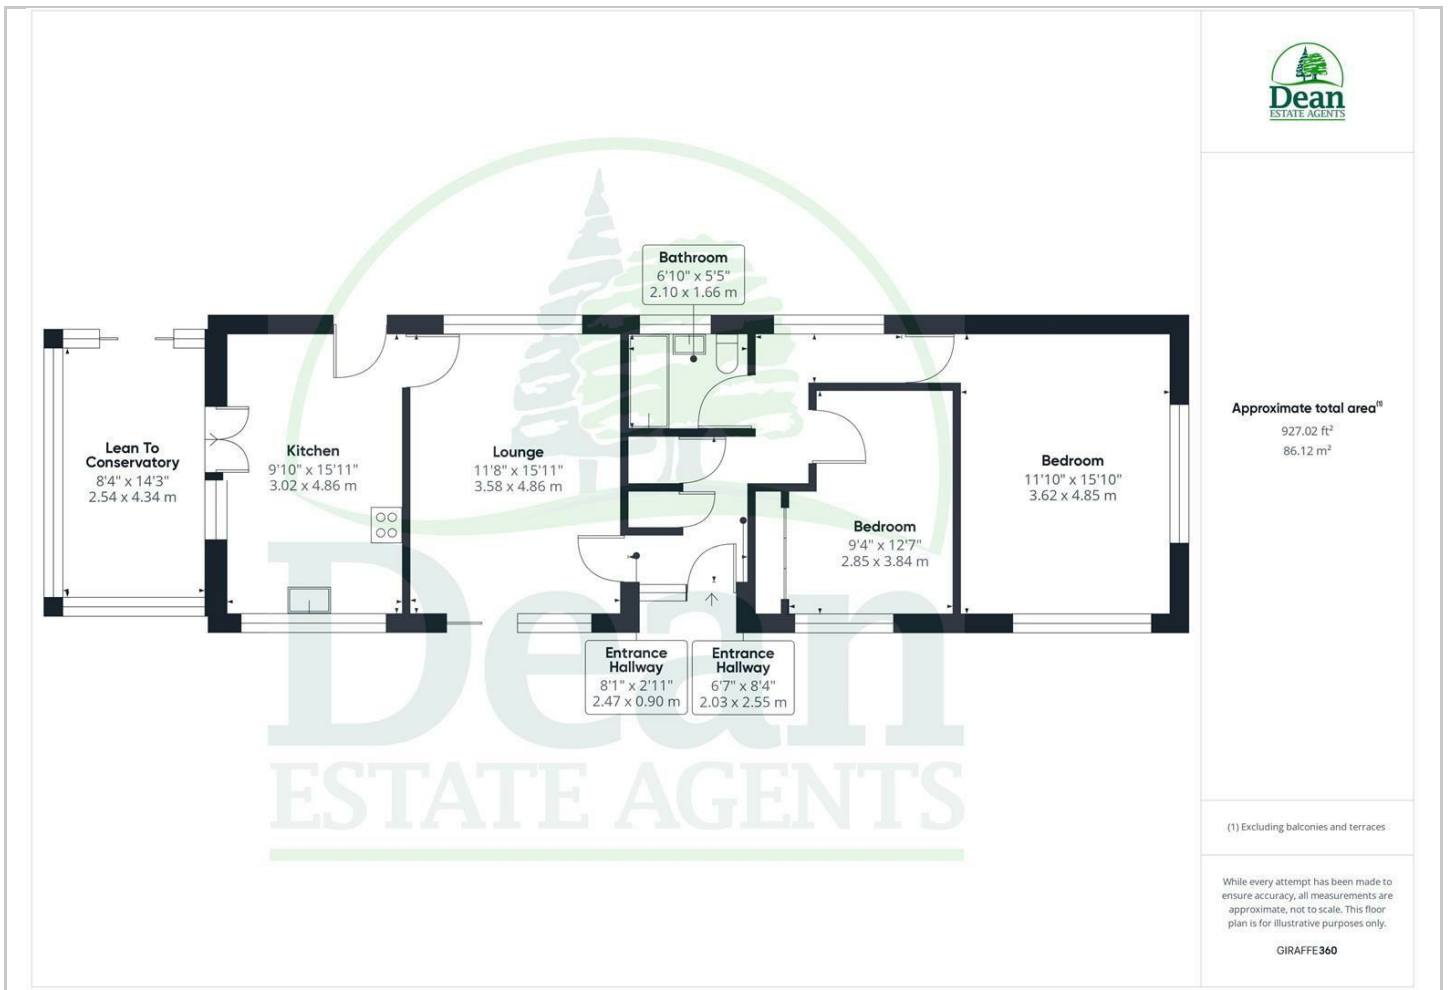 Dean
ESTATE AGENTS
Bathroom
6'10" x 5'5"
2.10 x 1.66 m
Lean To
Conservatory
8'4" x 14'3"
2.54 x 4.34 m
Kitchen
9'10" x 15'11"
3.02 x 4.86 m
Lounge
11'8" x 15'11"
3.58 x 4.86 m
Bedroom
9'4" x 12'7"
2.85 x 3.84 m
Bedroom
11'10" x 15'10"
3.62 x 4.85 m
Entrance
Hallway
8'1" x 2'11"
2.47 x 0.90 m
Entrance
Hallway
6'7" x 8'4"
2.03 x 2.55 m
Dean
ESTATE AGENTS
Approximate total area⁽¹⁾
927.02 ft²
86.12 m²
(1) Excluding balconies and terraces
While every attempt has been made to
ensure accuracy, all measurements are
approximate, not to scale. This floor
plan is for illustrative purposes only.
GIRAFFE360